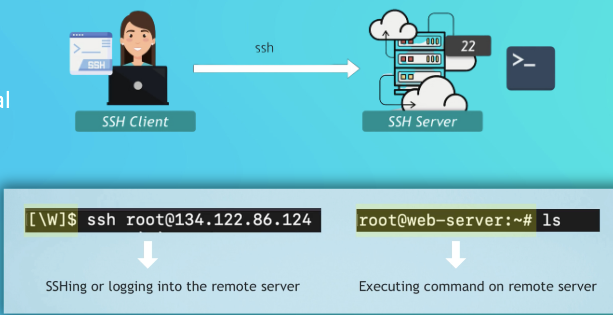 ssh
SSH
22
>_
al
SSH Client
SSH Server
[\W]$ ssh root@134.122.86.124
root@web-server:~# ls
SSHing or logging into the remote server
Executing command on remote server